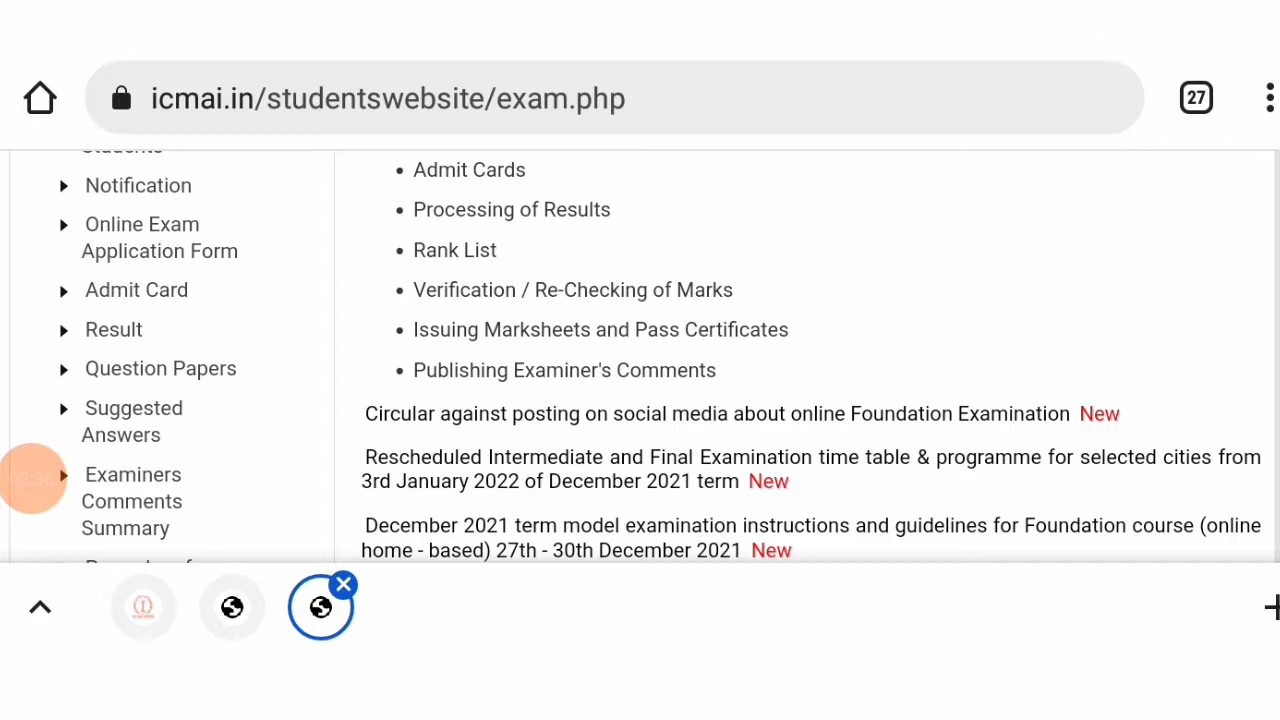 icmai.in/studentswebsite/exam.php
27
Students
Notification
Online Exam
Application Form
Admit Card
Result
Question Papers
Suggested
Answers
Examiners
Comments
Summary
• Admit Cards
• Processing of Results
• Rank List
• Verification / Re-Checking of Marks
• Issuing Marksheets and Pass Certificates
• Publishing Examiner's Comments
Circular against posting on social media about online Foundation Examination New
Rescheduled Intermediate and Final Examination time table & programme for selected cities from
3rd January 2022 of December 2021 term New
December 2021 term model examination instructions and guidelines for Foundation course (online
home - based) 27th - 30th December 2021 New